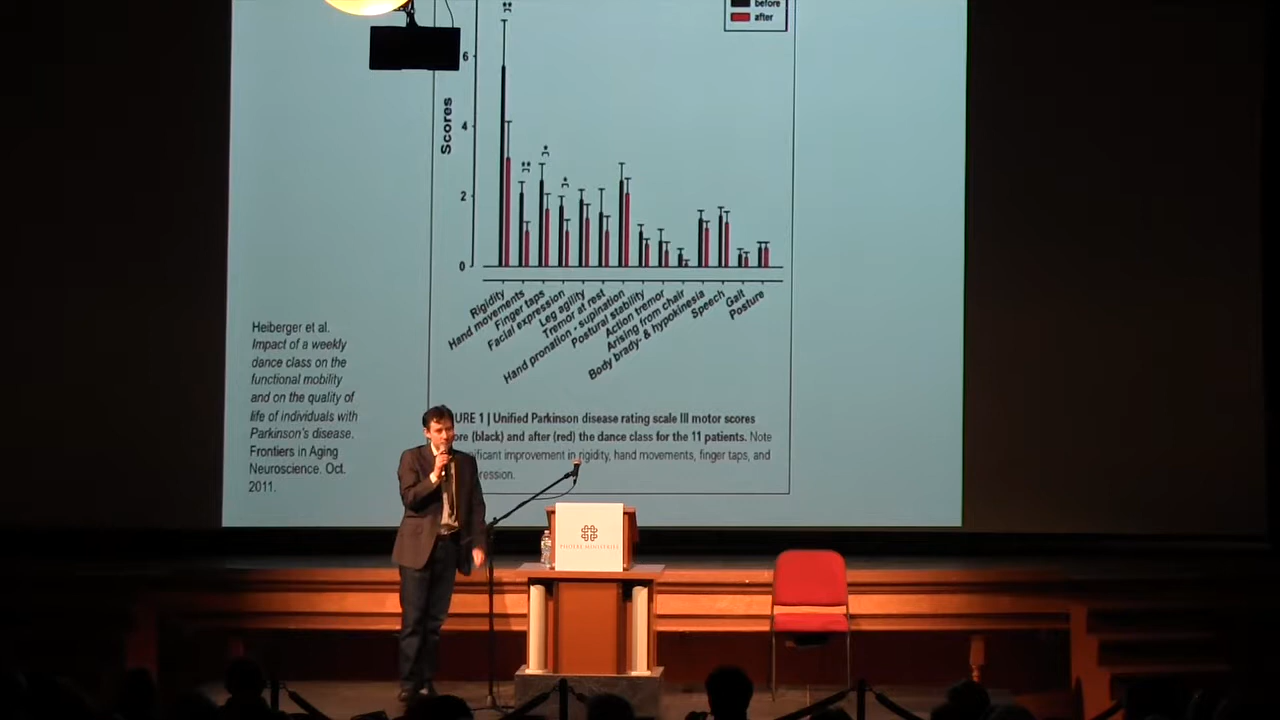 before
after
6
4
2
0
Scores
Rigidity
Hand movements
Finger taps
Facial expression
Leg agility
Tremor at rest
Hand pronation - supination
Postural stability
Action tremor
Arising from chair
Body brady- & hypokinesia
Speech
Gait
Posture
Heiberger et al.
Impact of a weekly
dance class on the
functional mobility
and on the quality of
life of individuals with
Parkinson's disease.
Frontiers in Aging
Neuroscience. Oct.
2011.
URE 1 | Unified Parkinson disease rating scale III motor scores
ore (black) and after (red) the dance class for the 11 patients. Note
nificant improvement in rigidity, hand movements, finger taps, and
ression.
PHOEBE MINISTRIES